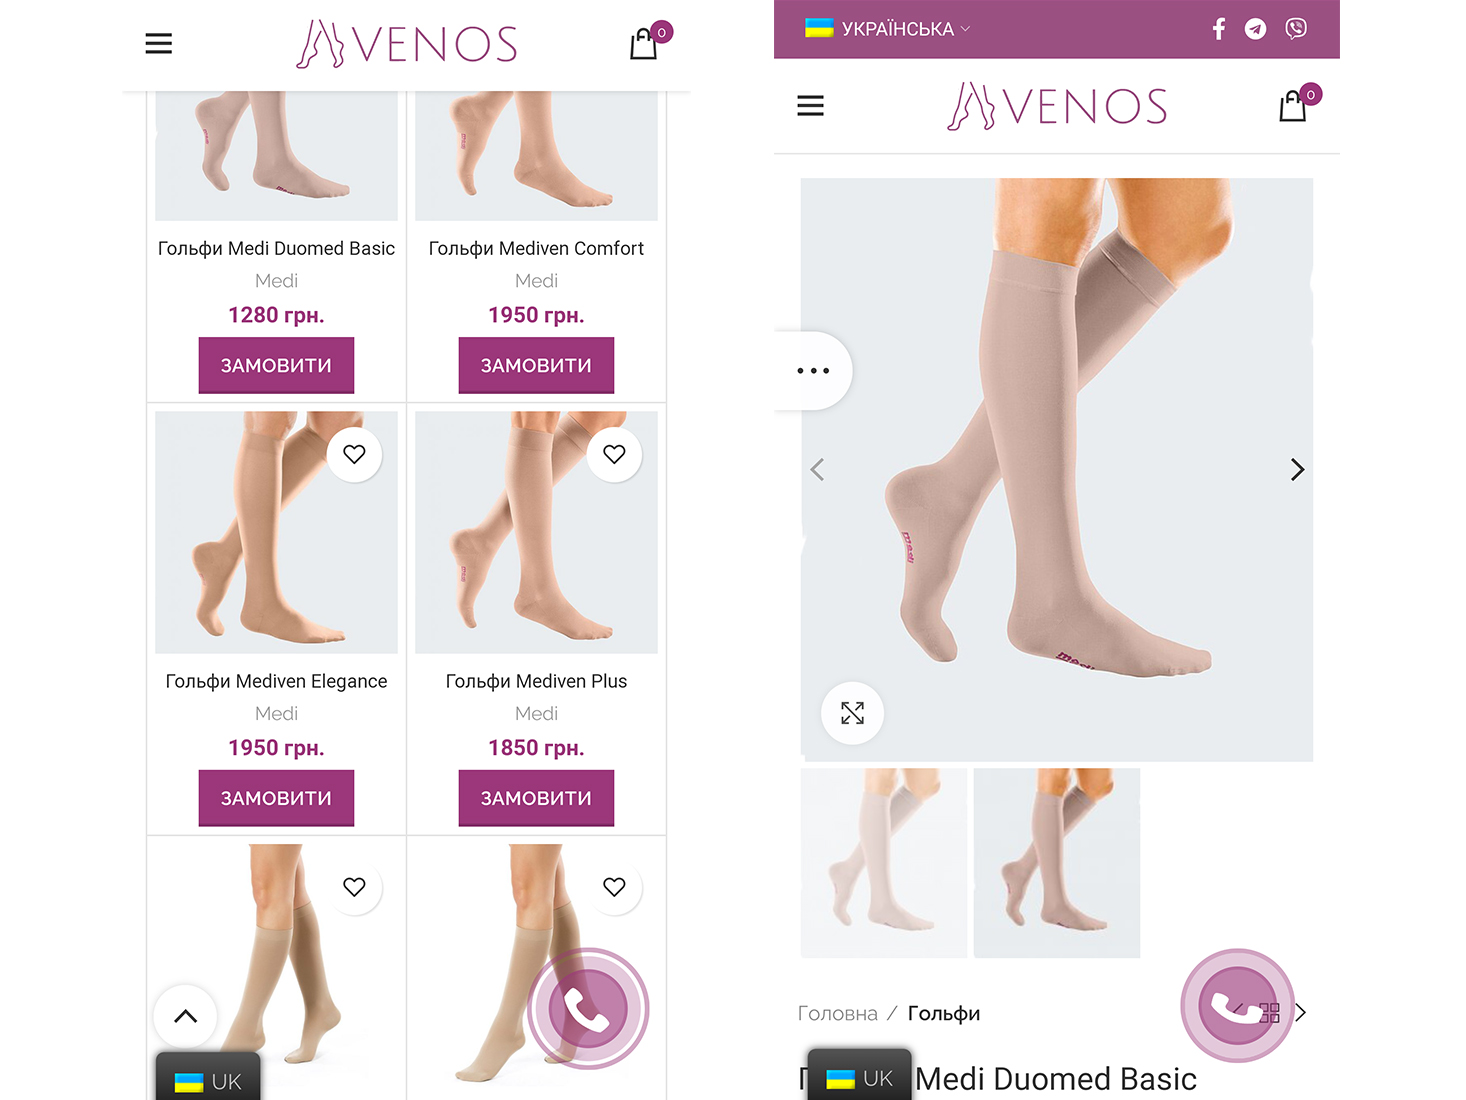 VENOS
0
Гольфи Medi Duomed Basic
Medi
1280 грн.
ЗАМОВИТИ
Гольфи Mediven Comfort
Medi
1950 грн.
ЗАМОВИТИ
Гольфи Mediven Elegance
Medi
1950 грн.
ЗАМОВИТИ
Гольфи Mediven Plus
Medi
1850 грн.
ЗАМОВИТИ
UK
УКРАЇНСЬКА
VENOS
0
medi
medi
Головна / Гольфи
UK
Medi Duomed Basic